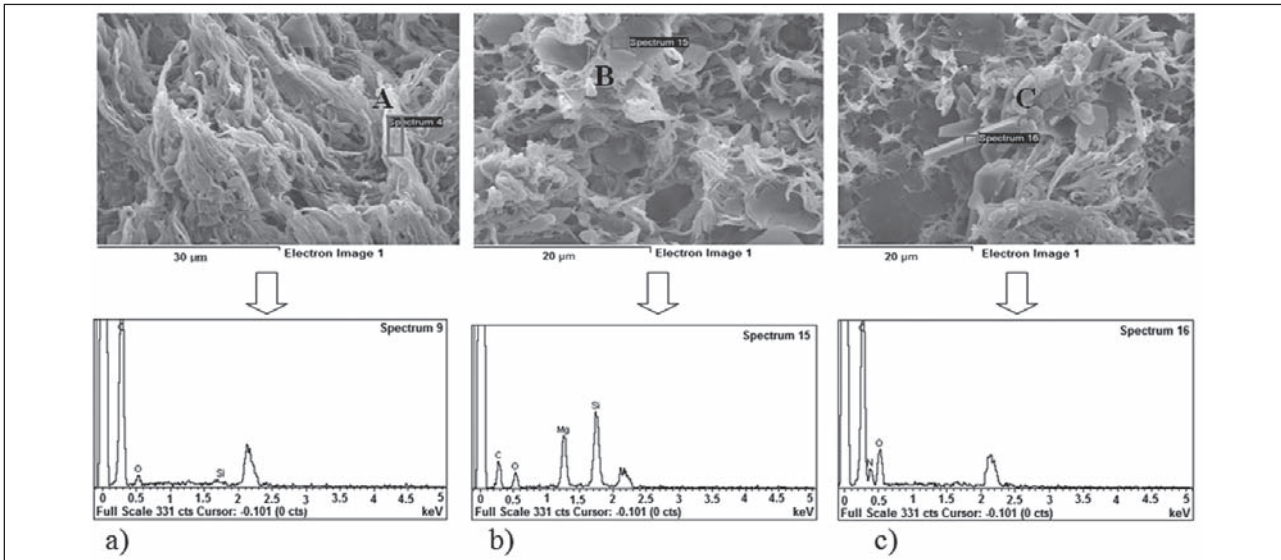 A
Spectrum 4
30 µm
Electron Image 1
B
Spectrum 15
20 µm
Electron Image 1
C
Spectrum 16
20 µm
Electron Image 1
Spectrum 9
O
Si
0 0.5 1 1.5 2 2.5 3 3.5 4 4.5 5
Full Scale 331 cts Cursor: -0.101 (0 cts) keV
a)
Spectrum 15
C
O
Mg
Si
0 0.5 1 1.5 2 2.5 3 3.5 4 4.5 5
Full Scale 331 cts Cursor: -0.101 (0 cts) keV
b)
Spectrum 16
N
O
0 0.5 1 1.5 2 2.5 3 3.5 4 4.5 5
Full Scale 331 cts Cursor: -0.101 (0 cts) keV
c)